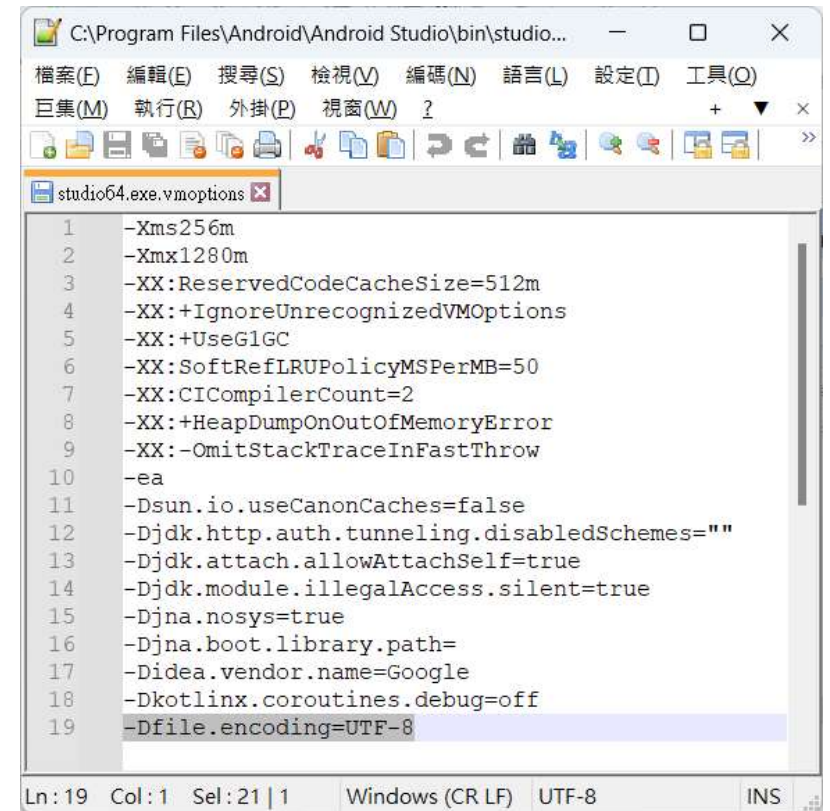 C:\Program Files\Android\Android Studio\bin\studio...
檔案(F) 編輯(E) 搜尋(S) 檢視(V) 編碼(N) 語言(L) 設定(T) 工具(O)
巨集(M) 執行(R) 外掛(P) 視窗(W) ?
studio64.exe.vmoptions
1 -Xms256m
2 -Xmx1280m
3 -XX:ReservedCodeCacheSize=512m
4 -XX:+IgnoreUnrecognizedVMOptions
5 -XX:+UseG1GC
6 -XX:SoftRefLRUPolicyMSPerMB=50
7 -XX:CICompilerCount=2
8 -XX:+HeapDumpOnOutOfMemoryError
9 -XX:-OmitStackTraceInFastThrow
10 -ea
11 -Dsun.io.useCanonCaches=false
12 -Djdk.http.auth.tunneling.disabledSchemes=""
13 -Djdk.attach.allowAttachSelf=true
14 -Djdk.module.illegalAccess.silent=true
15 -Djna.nosys=true
16 -Djna.boot.library.path=
17 -Didea.vendor.name=Google
18 -Dkotlinx.coroutines.debug=off
19 -Dfile.encoding=UTF-8
Ln : 19 Col : 1 Sel : 21 | 1 Windows (CR LF) UTF-8 INS